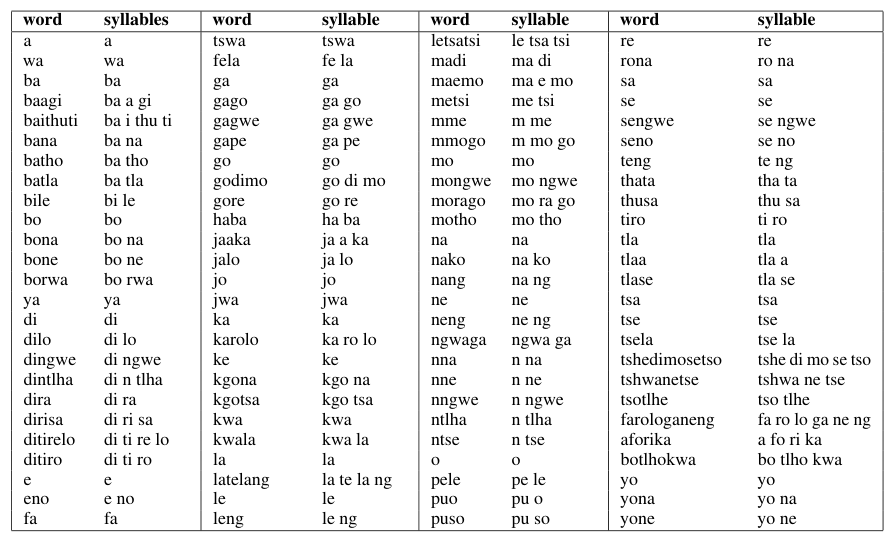 word syllables word syllable word syllable word syllable
a a tswa tswa letsatsi le tsa tsi re re
wa wa fela fe la madi ma di rona ro na
ba ba ga ga maemo ma e mo sa sa
baagi ba a gi gago ga go metsi me tsi se se
baithuti ba i thu ti gagwe ga gwe mme m me sengwe se ngwe
bana ba na gape ga pe mmogo m mo go seno se no
batho ba tho go go mo mo teng te ng
batla ba tla godimo go di mo mongwe mo ngwe thata tha ta
bile bi le gore go re morago mo ra go thusa thu sa
bo bo haba ha ba motho mo tho tiro ti ro
bona bo na jaaka ja a ka na na tla tla
bone bo ne jalo ja lo nako na ko tlaa tla a
borwa bo rwa jo jo nang na ng tlase tla se
ya ya jwa jwa ne ne tsa tsa
di di ka ka neng ne ng tse tse
dilo di lo karolo ka ro lo ngwaga ngwa ga tsela tse la
dingwe di ngwe ke ke nna n na tshedimosetso tshe di mo se tso
dintlha di n tlha kgona kgo na nne n ne tshwanetse tshwa ne tse
dira di ra kgotsa kgo tsa nngwe n ngwe tsotlhe tso tlhe
dirisa di ri sa kwa kwa ntlha n tlha farologaneng fa ro lo ga ne ng
ditirelo di ti re lo kwala kwa la ntse n tse aforika a fo ri ka
ditiro di ti ro la la o o botlhokwa bo tlho kwa
e e latelang la te la ng pele pe le yo yo
eno e no le le puo pu o yona yo na
fa fa leng le ng puso pu so yone yo ne